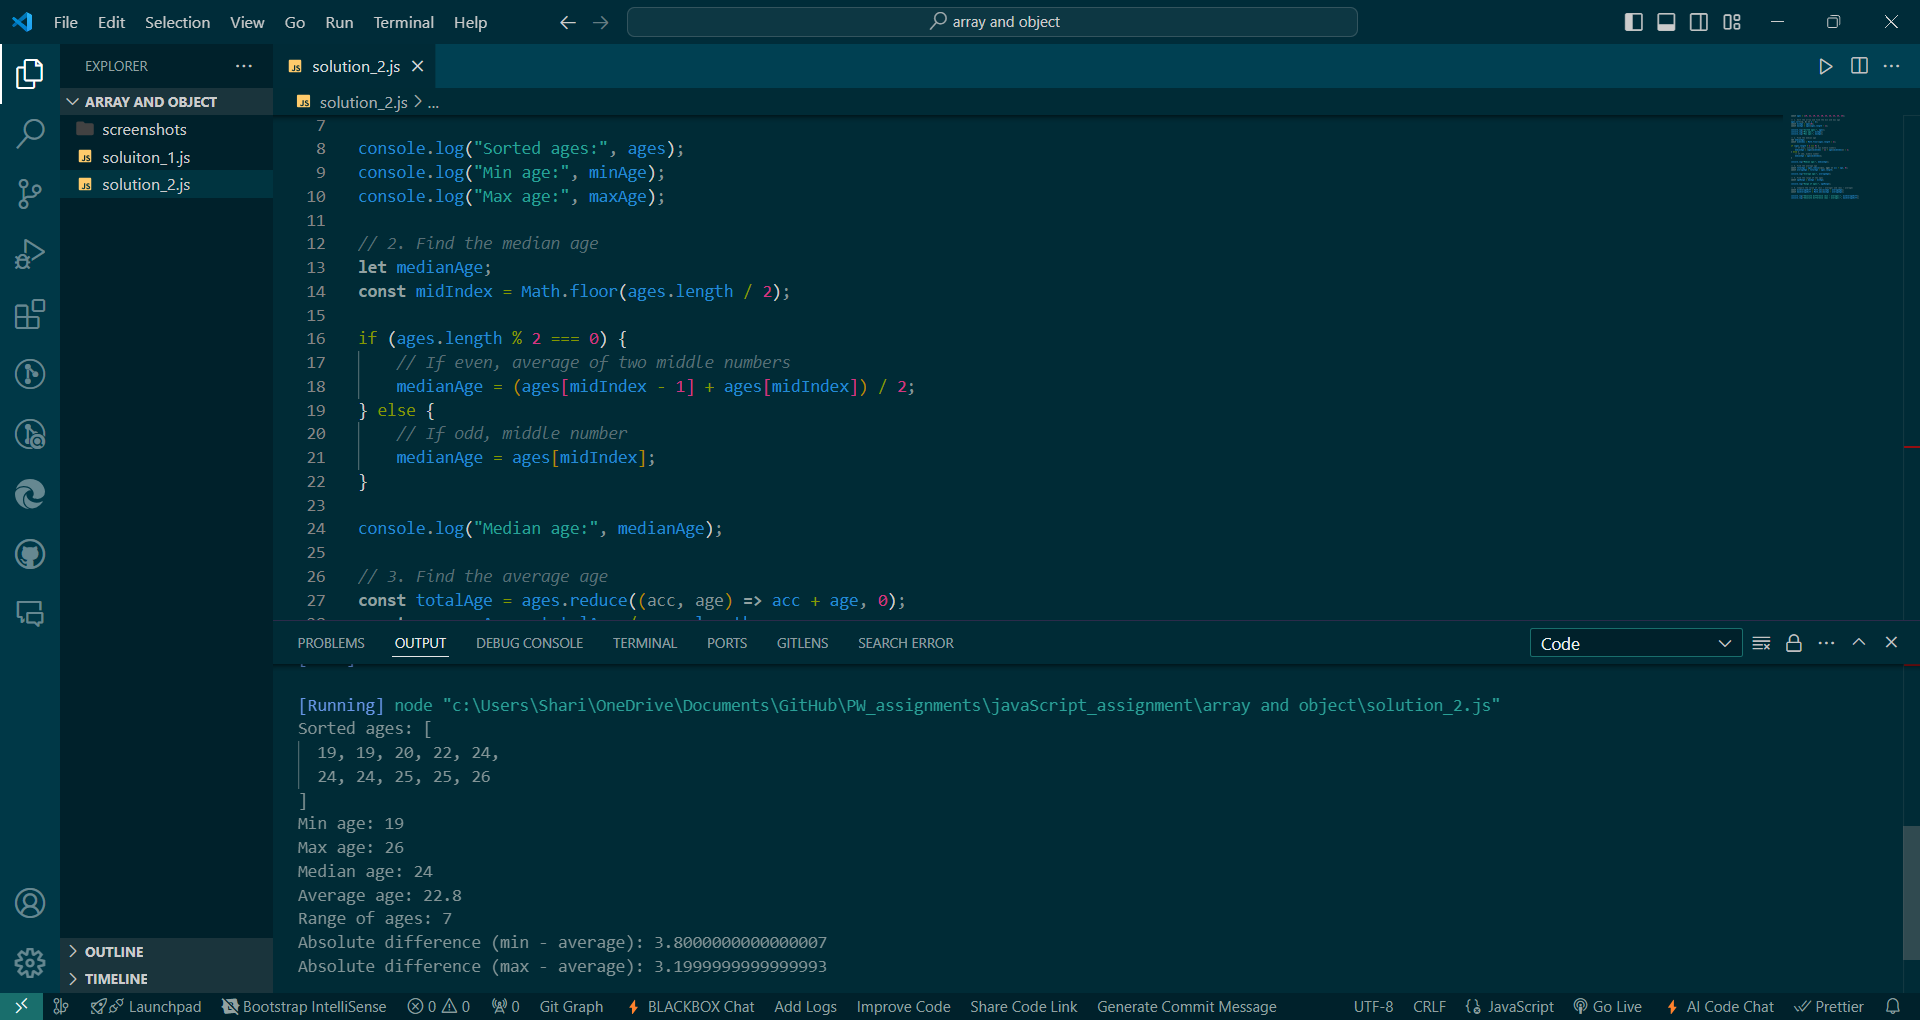 File Edit Selection View Go Run Terminal Help
array and object
EXPLORER
ARRAY AND OBJECT
screenshots
soluiton_1.js
solution_2.js
OUTLINE
TIMELINE
solution_2.js
solution_2.js > ...
7
8 console.log("Sorted ages:", ages);
9 console.log("Min age:", minAge);
10 console.log("Max age:", maxAge);
11
12 // 2. Find the median age
13 let medianAge;
14 const midIndex = Math.floor(ages.length / 2);
15
16 if (ages.length % 2 === 0) {
17 // If even, average of two middle numbers
18 medianAge = (ages[midIndex - 1] + ages[midIndex]) / 2;
19 } else {
20 // If odd, middle number
21 medianAge = ages[midIndex];
22 }
23
24 console.log("Median age:", medianAge);
25
26 // 3. Find the average age
27 const totalAge = ages.reduce((acc, age) => acc + age, 0);
PROBLEMS OUTPUT DEBUG CONSOLE TERMINAL PORTS GITLENS SEARCH ERROR
Code
[Running] node "c:\Users\Shari\OneDrive\Documents\GitHub\PW_assignments\javaScript_assignment\array and object\solution_2.js"
Sorted ages: [
19, 19, 20, 22, 24,
24, 24, 25, 25, 26
]
Min age: 19
Max age: 26
Median age: 24
Average age: 22.8
Range of ages: 7
Absolute difference (min - average): 3.8000000000000007
Absolute difference (max - average): 3.1999999999999993
Launchpad Bootstrap IntelliSense 0 0 0 Git Graph BLACKBOX Chat Add Logs Improve Code Share Code Link Generate Commit Message UTF-8 CRLF JavaScript Go Live AI Code Chat Prettier